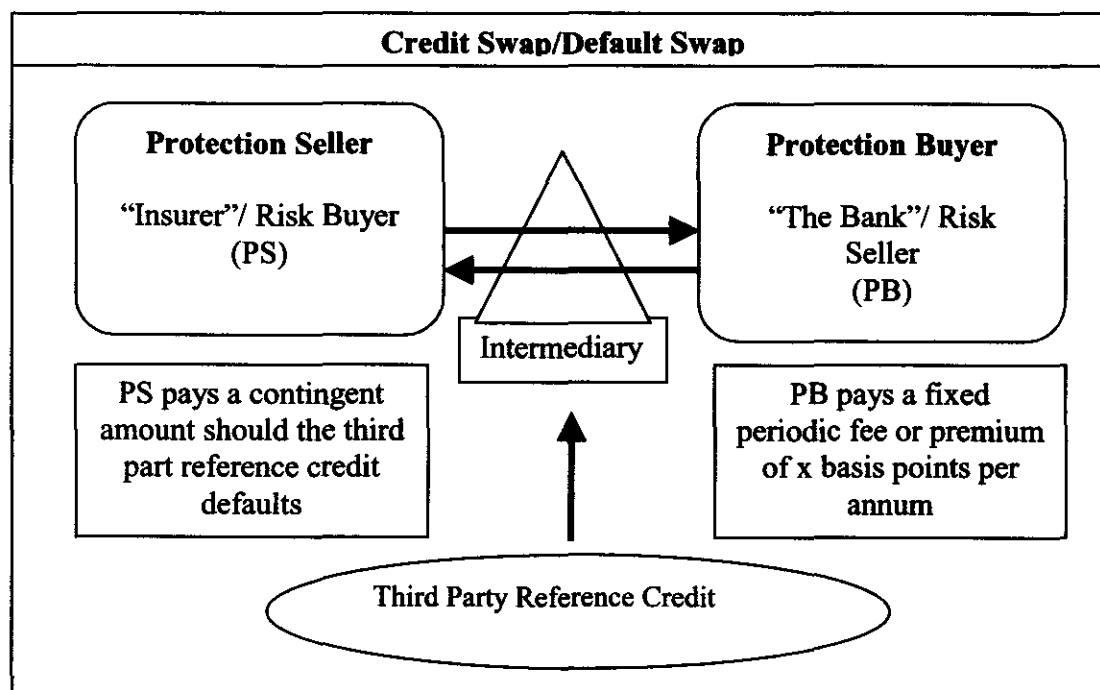 Credit Swap/Default Swap
Protection Seller
“Insurer”/ Risk Buyer
(PS)
Protection Buyer
“The Bank”/ Risk
Seller
(PB)
Intermediary
PS pays a contingent
amount should the third
part reference credit
defaults
PB pays a fixed
periodic fee or premium
of x basis points per
annum
Third Party Reference Credit